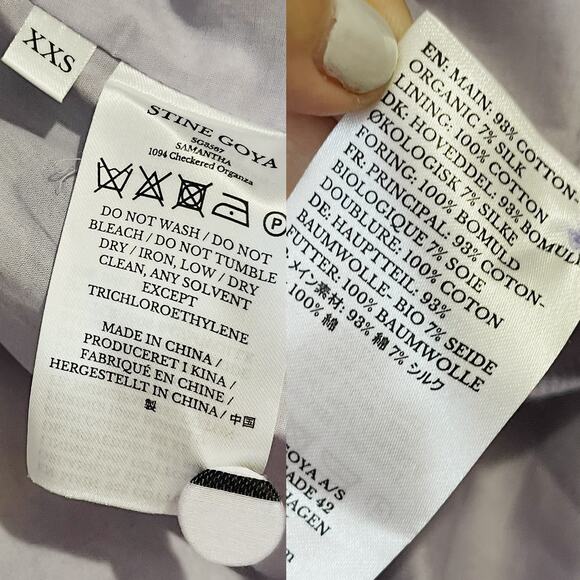 XXS
STINE GOYA
SG8567
SAMANTHA
1094 Checkered Organza
P
DO NOT WASH / DO NOT
BLEACH / DO NOT TUMBLE
DRY / IRON, LOW / DRY
CLEAN, ANY SOLVENT
EXCEPT
TRICHLOROETHYLENE
MADE IN CHINA /
PRODUCERET I KINA /
FABRIQUÉ EN CHINE /
HERGESTELLT IN CHINA / 中国
製
EN: MAIN: 93% COTTON-
ORGANIC 7% SILK
LINING: 100% COTTON
DK: HOVEDDEL: 93% BOMULD
ØKOLOGISK 7% SILKE
FORING: 100% BOMULD
FR: PRINCIPAL: 93% COTON-
BIOLOGIQUE 7% SOIE
DOUBLURE: 100% COTON
DE: HAUPTTEIL: 93%
BAUMWOLLE- BIO 7% SEIDE
FUTTER: 100% BAUMWOLLE
メイン素材: 93% 綿 7% シルク
100% 綿
GOYA A/S
ADE 42
HAGEN
m